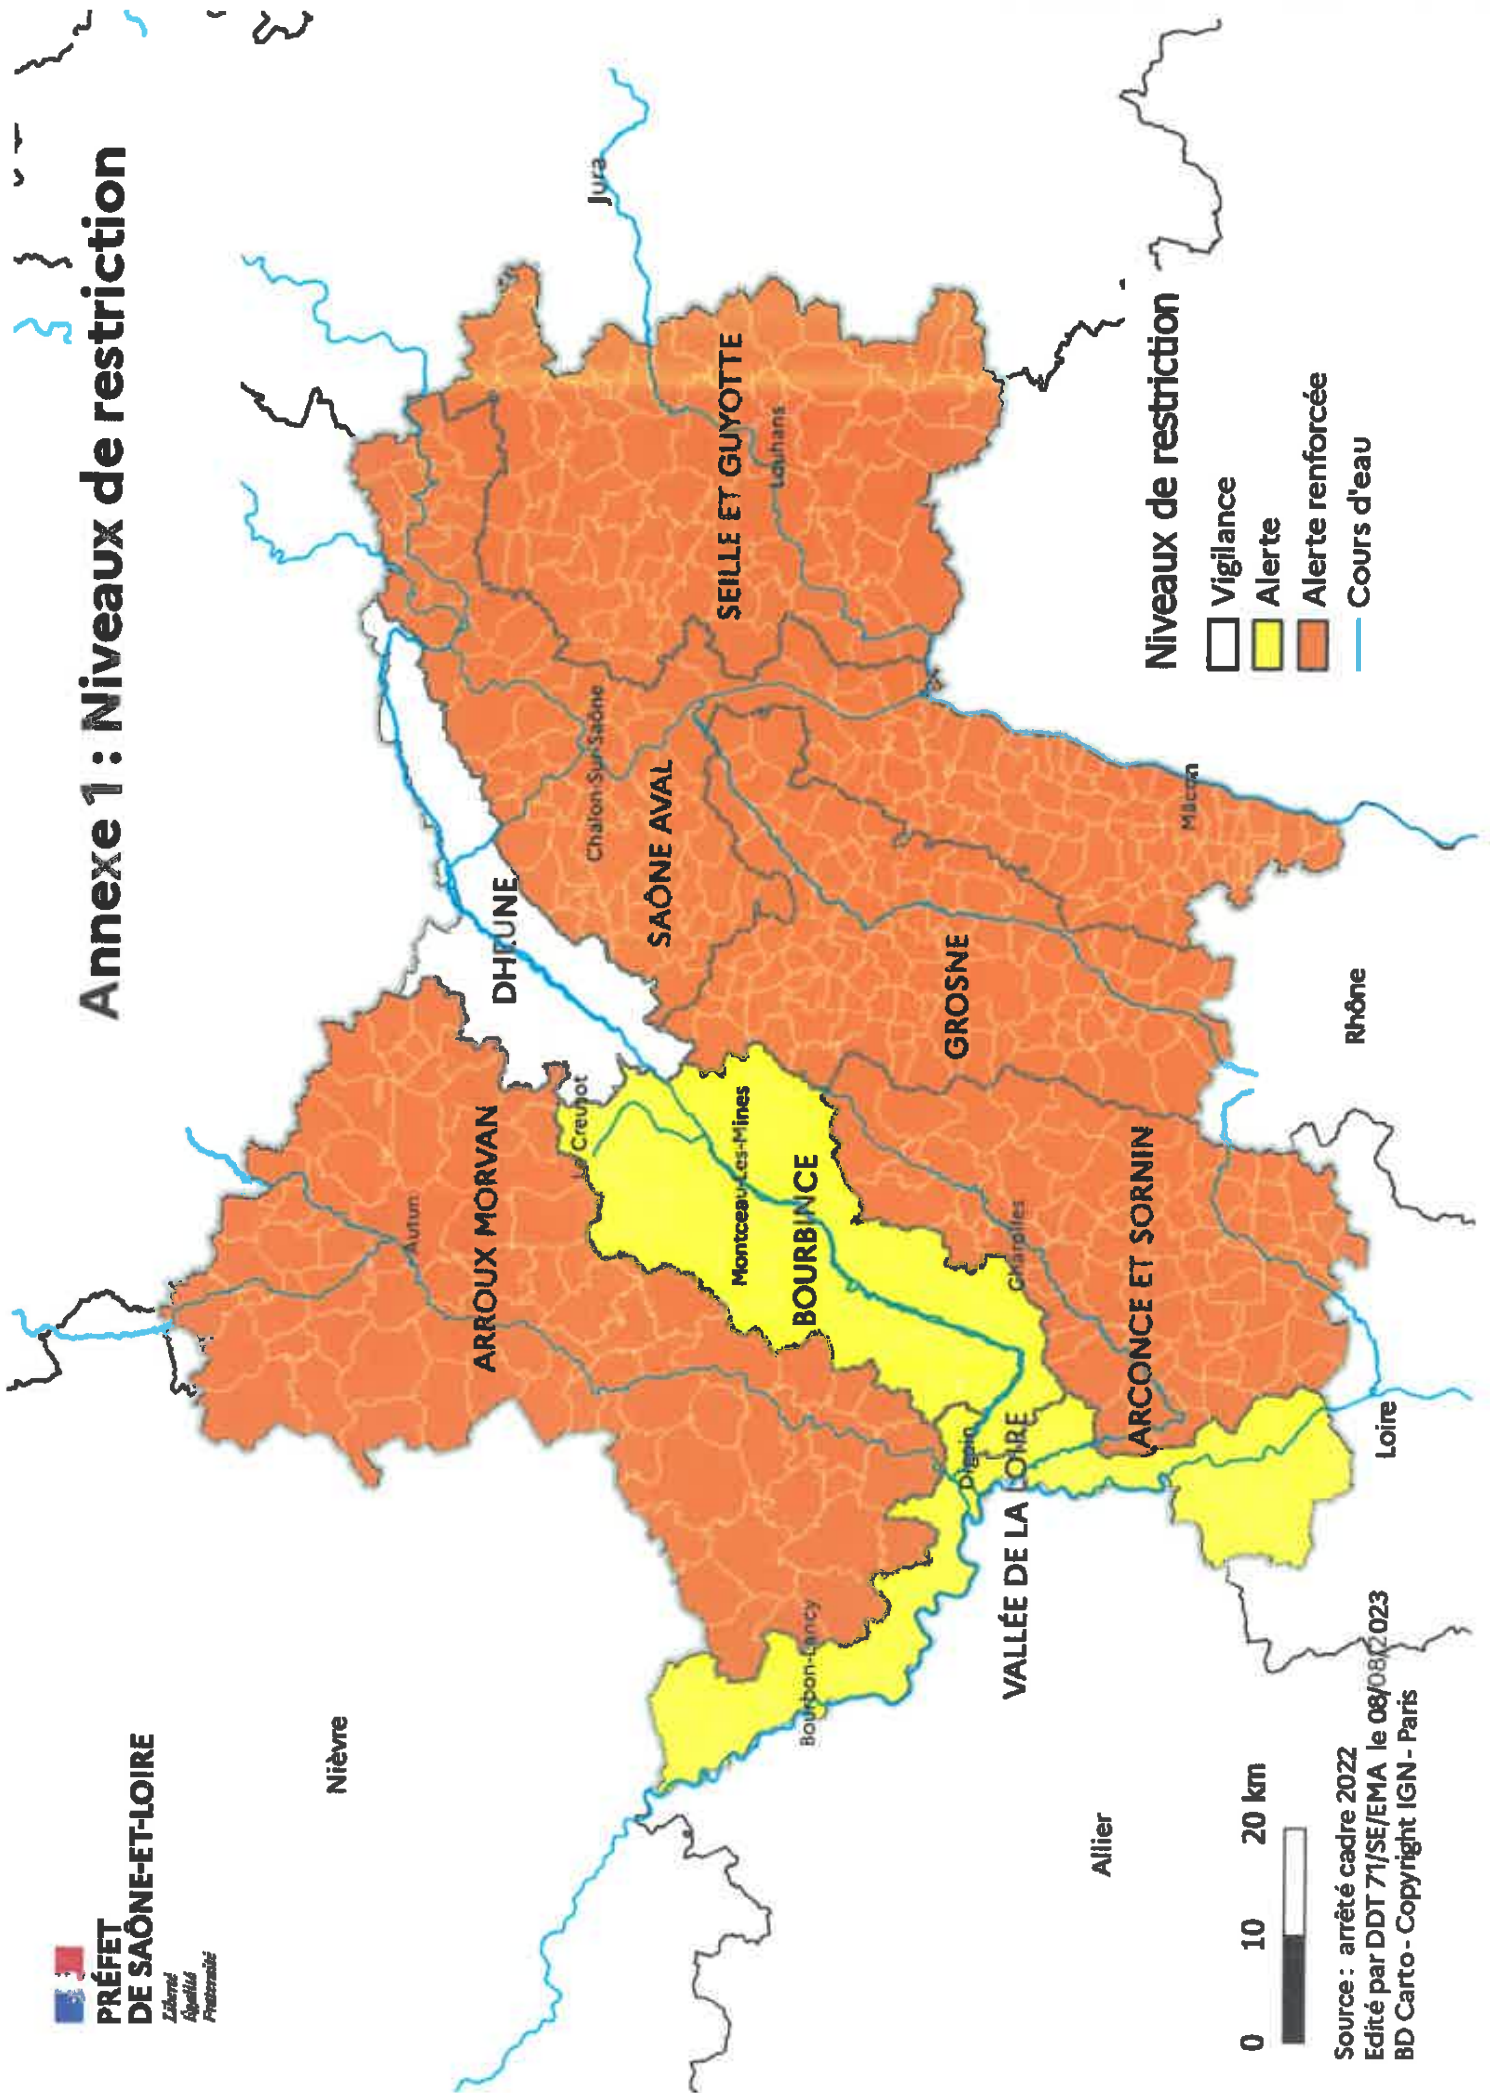 PRÉFET
DE SAÔNE-ET-LOIRE
Liberté
Égalité
Fraternité
Annexe 1 : Niveaux de restriction
Nièvre
Autun
ARROUX MORVAN
DHEUNE
Le Creusot
Chalon-Sur-Saône
Jura
SAÔNE AVAL
SEILLE ET GUYOTTE
Louhans
Montceau-Les-Mines
BOURBINCE
Bourbon-Lancy
Digoin
GROSNE
Charolles
VALLÉE DE LA LOIRE
ARCONCE ET SORNIN
Mâcon
Allier
Loire
Rhône
Niveaux de restriction
Vigilance
Alerte
Alerte renforcée
Cours d'eau
0 10 20 km
Source : arrêté cadre 2022
Edité par DDT 71/SE/EMA le 08/08/2023
BD Carto - Copyright IGN - Paris